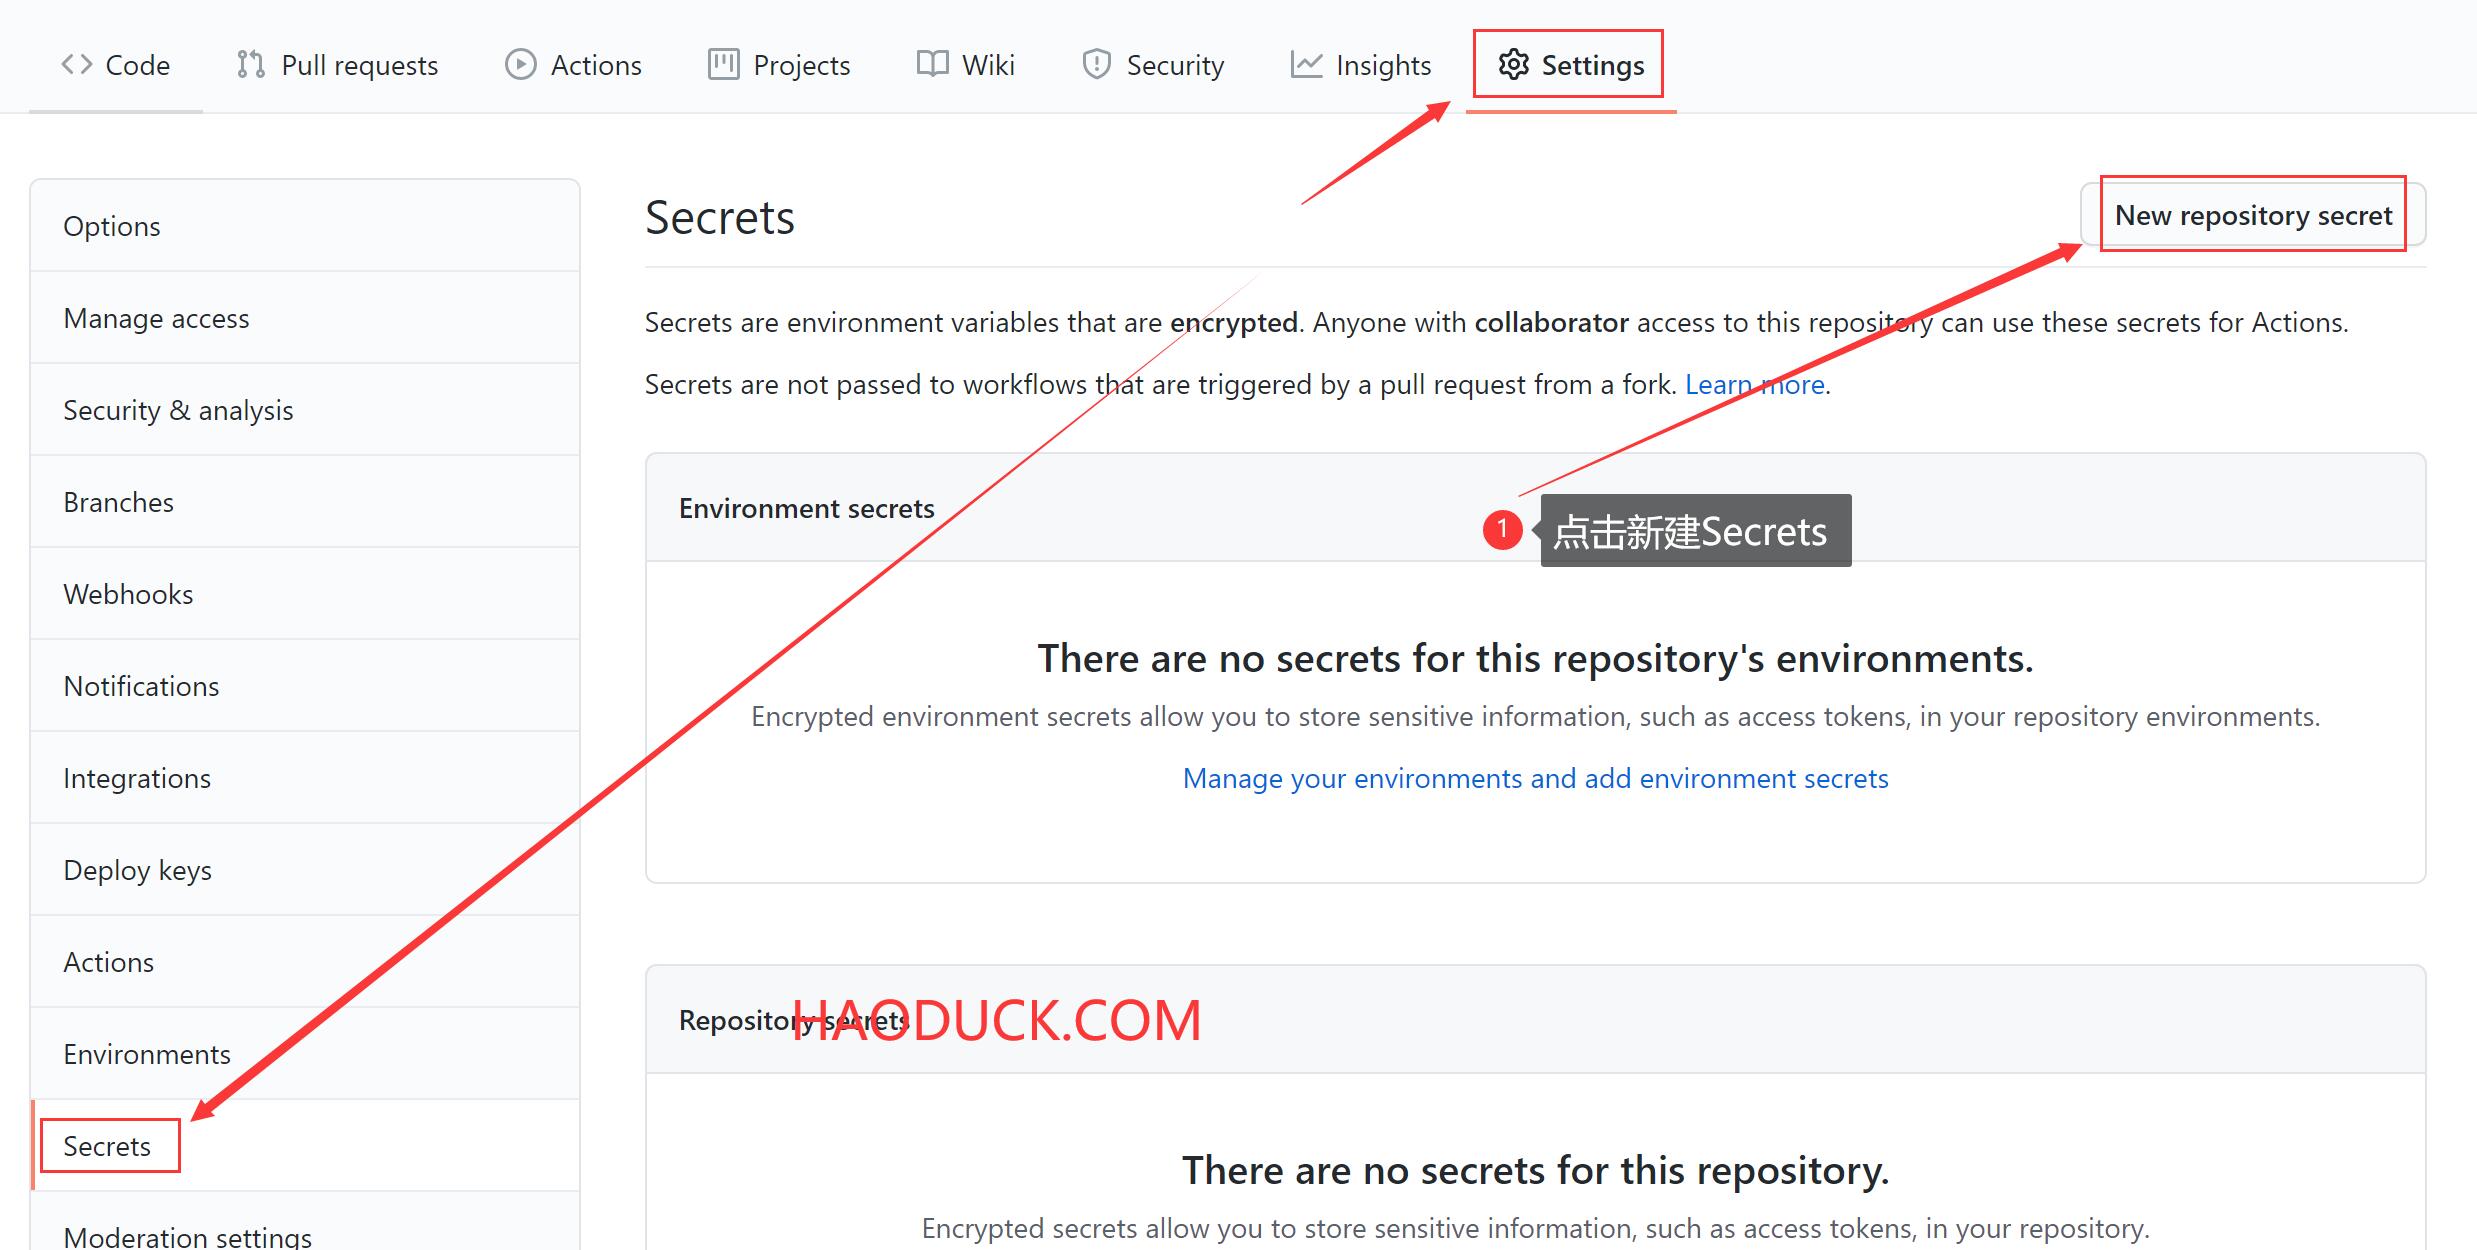 Code
Pull requests
Actions
Projects
Wiki
Security
Insights
Settings
Options
Manage access
Security & analysis
Branches
Webhooks
Notifications
Integrations
Deploy keys
Actions
Environments
Secrets
Moderation settings
Secrets
New repository secret
Secrets are environment variables that are encrypted. Anyone with collaborator access to this repository can use these secrets for Actions.
Secrets are not passed to workflows that are triggered by a pull request from a fork. Learn more.
Environment secrets
1
点击新建Secrets
There are no secrets for this repository's environments.
Encrypted environment secrets allow you to store sensitive information, such as access tokens, in your repository environments.
Manage your environments and add environment secrets
Repository secrets
HAODUCK.COM
There are no secrets for this repository.
Encrypted secrets allow you to store sensitive information, such as access tokens, in your repository.